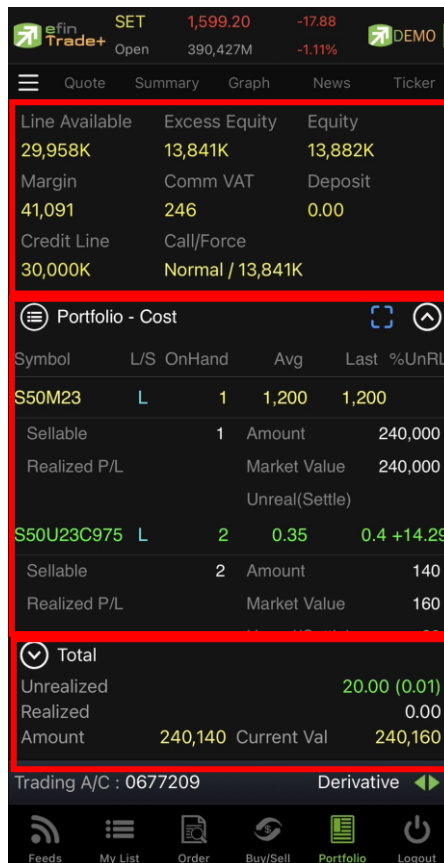 efin SET 1,599.20 -17.88
Trade+ Open 390,427M -1.11% DEMO
Quote Summary Graph News Ticker
Line Available Excess Equity Equity
29,958K 13,841K 13,882K
Margin Comm VAT Deposit
41,091 246 0.00
Credit Line Call/Force
30,000K Normal / 13,841K
Portfolio - Cost
Symbol L/S OnHand Avg Last %UnRL
S50M23 L 1 1,200 1,200
Sellable 1 Amount 240,000
Realized P/L Market Value 240,000
Unreal(Settle)
S50U23C975 L 2 0.35 0.4 +14.29
Sellable 2 Amount 140
Realized P/L Market Value 160
Total
Unrealized 20.00 (0.01)
Realized 0.00
Amount 240,140 Current Val 240,160
Trading A/C : 0677209 Derivative
Feeds My List Order Buy/Sell Portfolio Logout